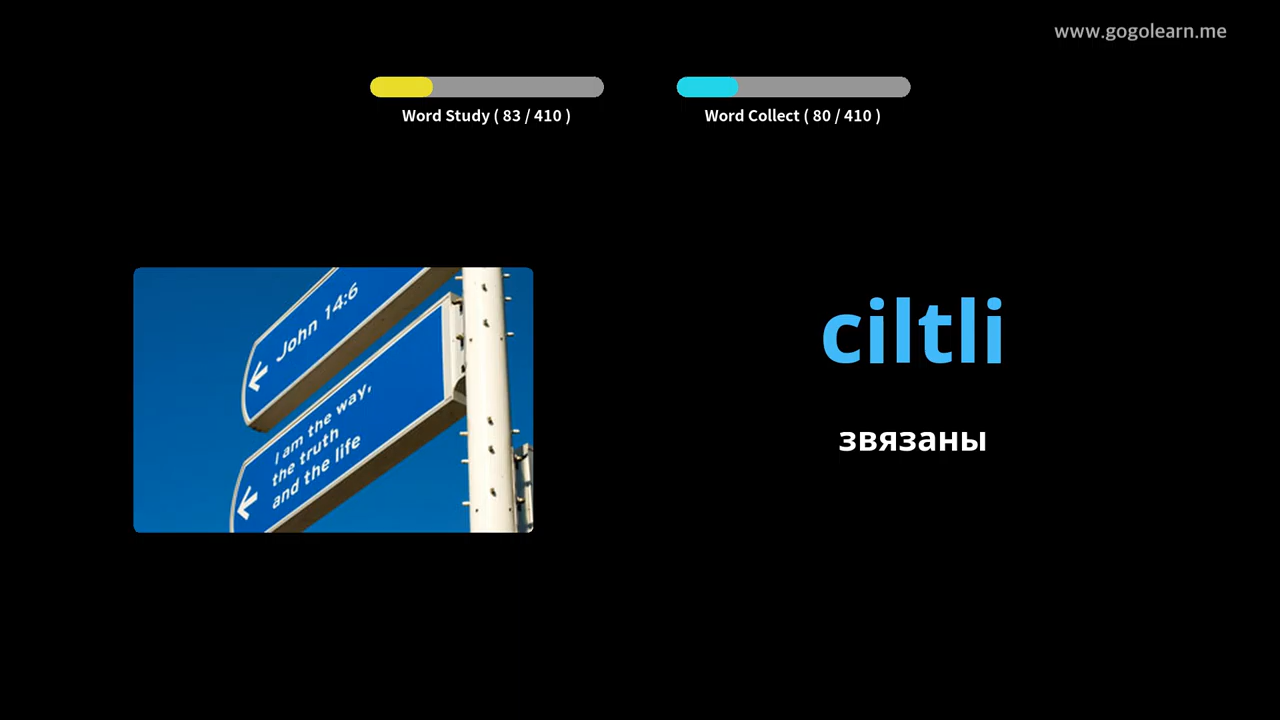 www.gogolearn.me
Word Study ( 83 / 410 )
Word Collect ( 80 / 410 )
John 14:6
I am the way,
the truth
and the life
ciltli
звязаны